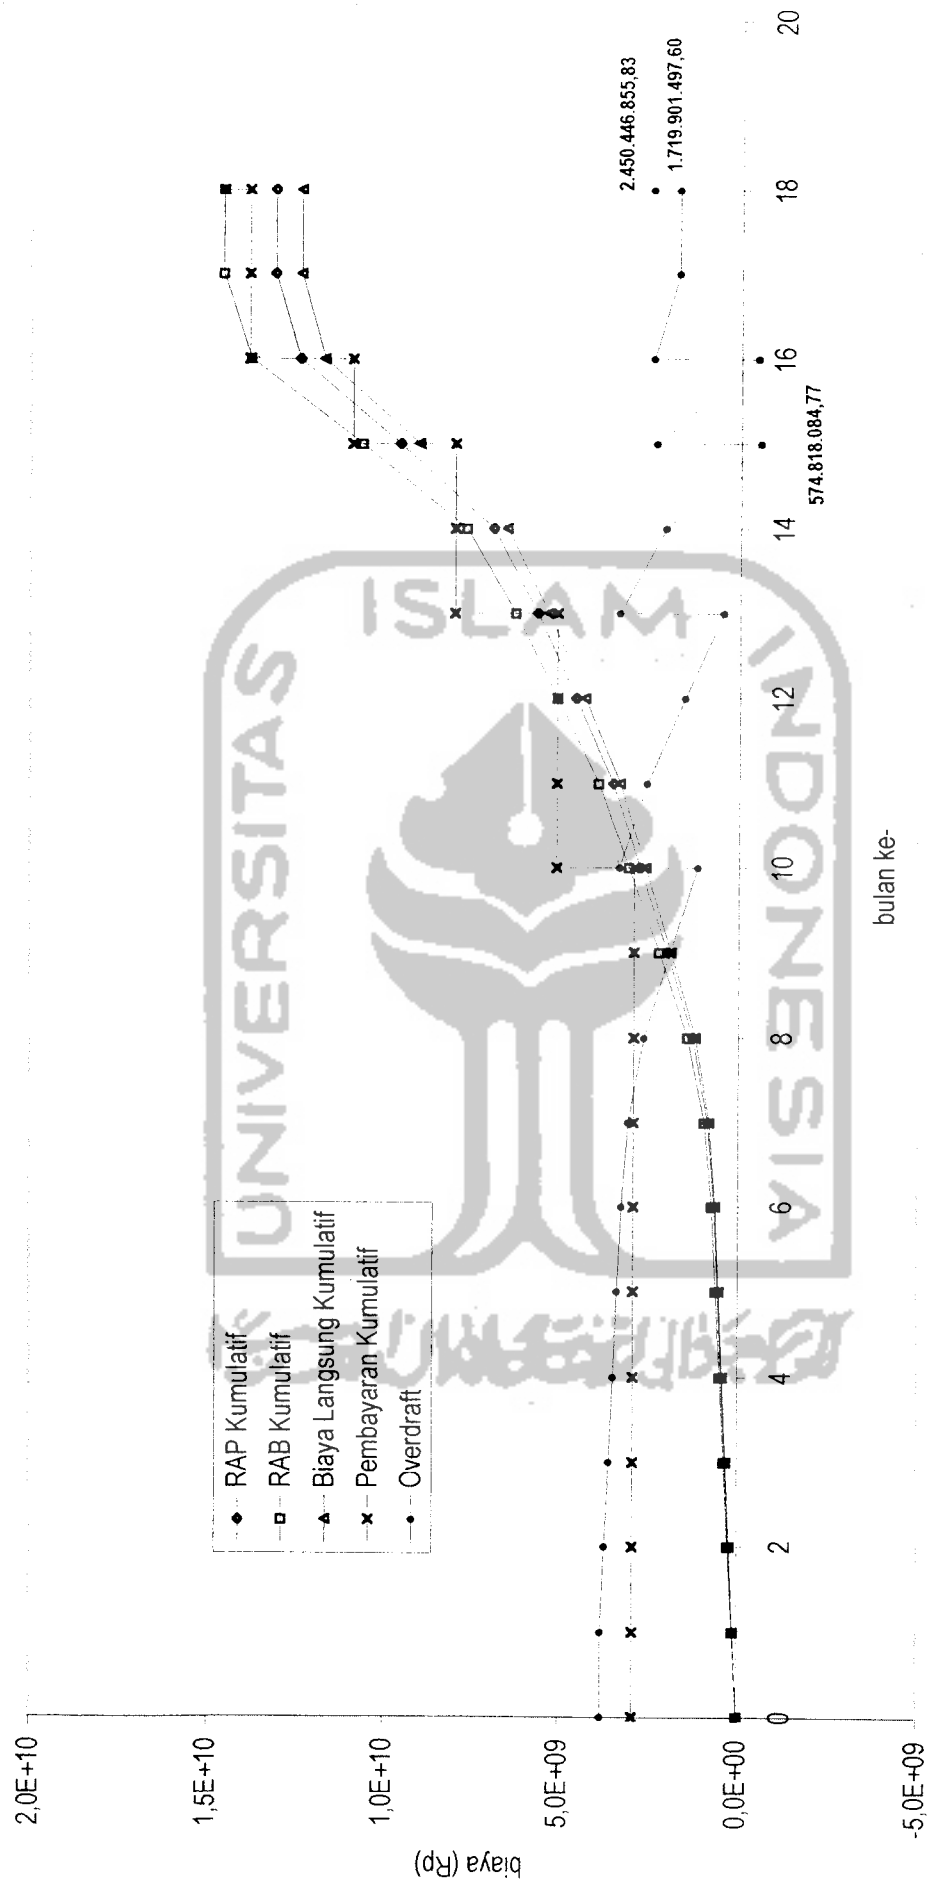 2,0E+10
1,5E+10
1,0E+10
5,0E+09
0,0E+00
-5,0E+09
biaya (Rp)
RAP Kumulatif
RAB Kumulatif
Biaya Langsung Kumulatif
Pembayaran Kumulatif
Overdraft
2.450.446.855,83
1.719.901.497,60
574.818.084,77
0
2
4
6
8
10
12
14
16
18
20
bulan ke-
UNIVERSITAS
ISLAM
INDONESIA